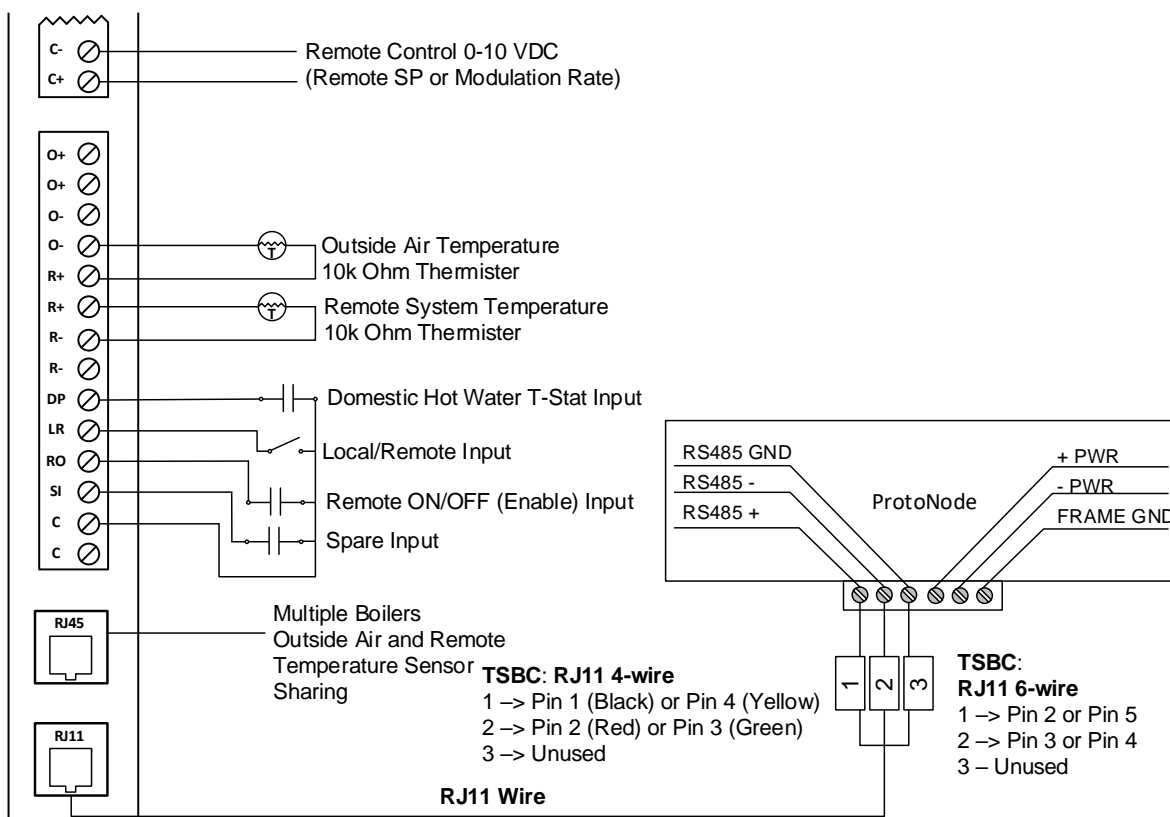 C-
C+
Remote Control 0-10 VDC
(Remote SP or Modulation Rate)
O+
O+
O-
O-
R+
R+
R-
R-
DP
LR
RO
SI
C
C
T
Outside Air Temperature
10k Ohm Thermister
T
Remote System Temperature
10k Ohm Thermister
Domestic Hot Water T-Stat Input
Local/Remote Input
Remote ON/OFF (Enable) Input
Spare Input
RJ45
Multiple Boilers
Outside Air and Remote
Temperature Sensor
Sharing
RJ11
RJ11 Wire
RS485 GND
RS485 -
RS485 +
ProtoNode
+ PWR
- PWR
FRAME GND
1
2
3
TSBC: RJ11 4-wire
1 –> Pin 1 (Black) or Pin 4 (Yellow)
2 –> Pin 2 (Red) or Pin 3 (Green)
3 –> Unused
TSBC:
RJ11 6-wire
1 –> Pin 2 or Pin 5
2 –> Pin 3 or Pin 4
3 – Unused